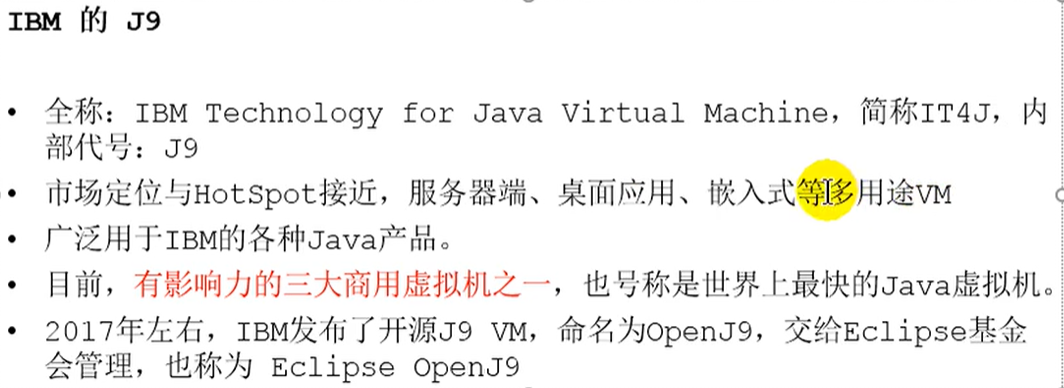 IBM 的 J9
• 全称：IBM Technology for Java Virtual Machine，简称IT4J，内
部代号：J9
• 市场定位与HotSpot接近，服务器端、桌面应用、嵌入式等多用途VM
• 广泛用于IBM的各种Java产品。
• 目前，有影响力的三大商用虚拟机之一，也号称是世界上最快的Java虚拟机。
• 2017年左右，IBM发布了开源J9 VM，命名为OpenJ9，交给Eclipse基金
会管理，也称为 Eclipse OpenJ9